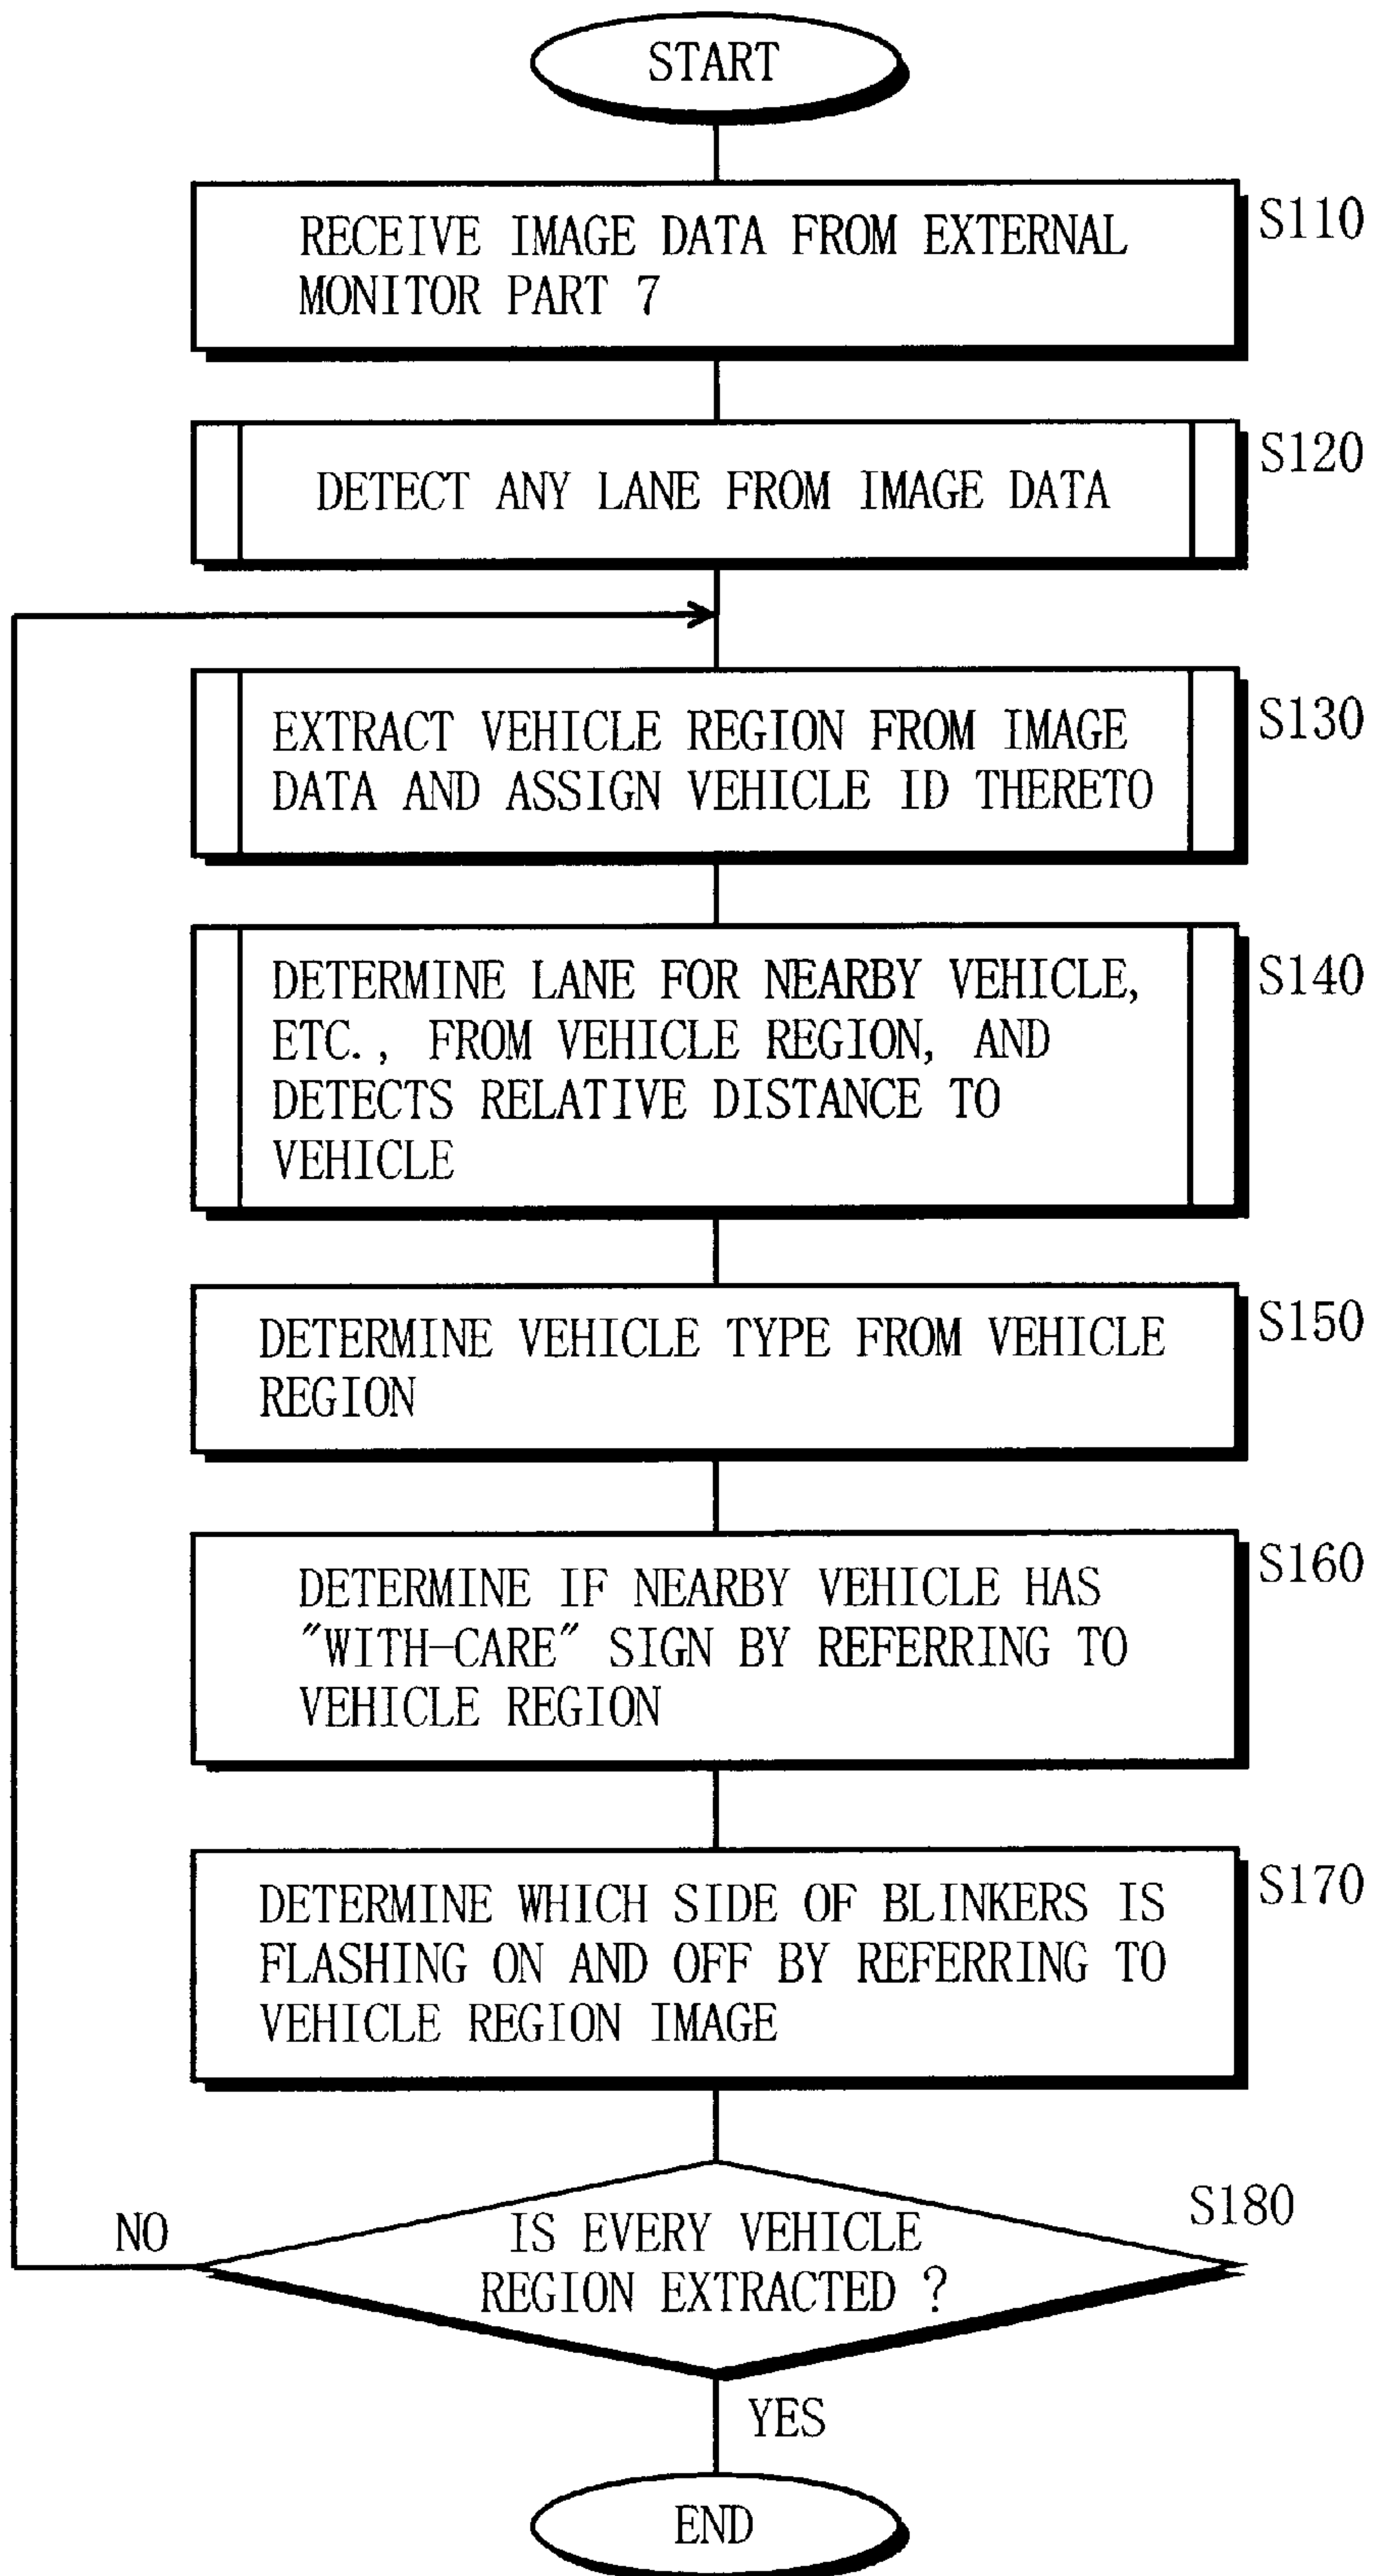 START
S110
RECEIVE IMAGE DATA FROM EXTERNAL
MONITOR PART 7
S120
DETECT ANY LANE FROM IMAGE DATA
S130
EXTRACT VEHICLE REGION FROM IMAGE
DATA AND ASSIGN VEHICLE ID THERETO
S140
DETERMINE LANE FOR NEARBY VEHICLE,
ETC., FROM VEHICLE REGION, AND
DETECTS RELATIVE DISTANCE TO
VEHICLE
S150
DETERMINE VEHICLE TYPE FROM VEHICLE
REGION
S160
DETERMINE IF NEARBY VEHICLE HAS
"WITH-CARE" SIGN BY REFERRING TO
VEHICLE REGION
S170
DETERMINE WHICH SIDE OF BLINKERS IS
FLASHING ON AND OFF BY REFERRING TO
VEHICLE REGION IMAGE
S180
NO
IS EVERY VEHICLE
REGION EXTRACTED ?
YES
END